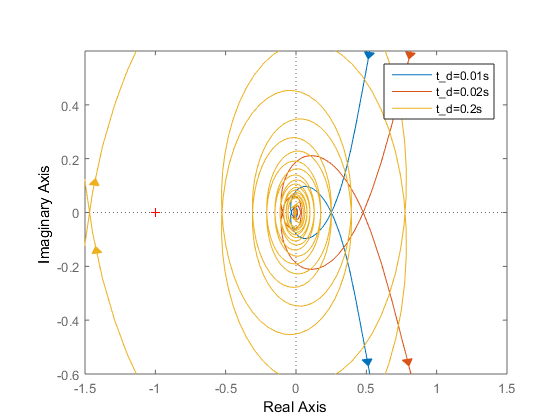 t_d=0.01s
t_d=0.02s
t_d=0.2s
0.4
0.2
0
-0.2
-0.4
-0.6
Imaginary Axis
-1.5 -1 -0.5 0 0.5 1 1.5
Real Axis